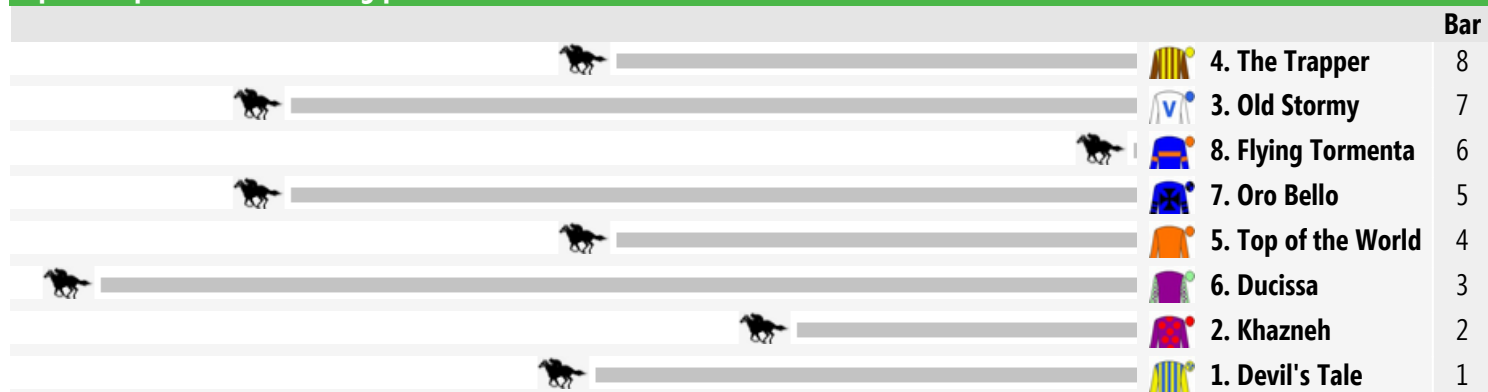 Bar
4. The Trapper 8
3. Old Stormy 7
8. Flying Tormenta 6
7. Oro Bello 5
5. Top of the World 4
6. Ducissa 3
2. Khazneh 2
1. Devil's Tale 1